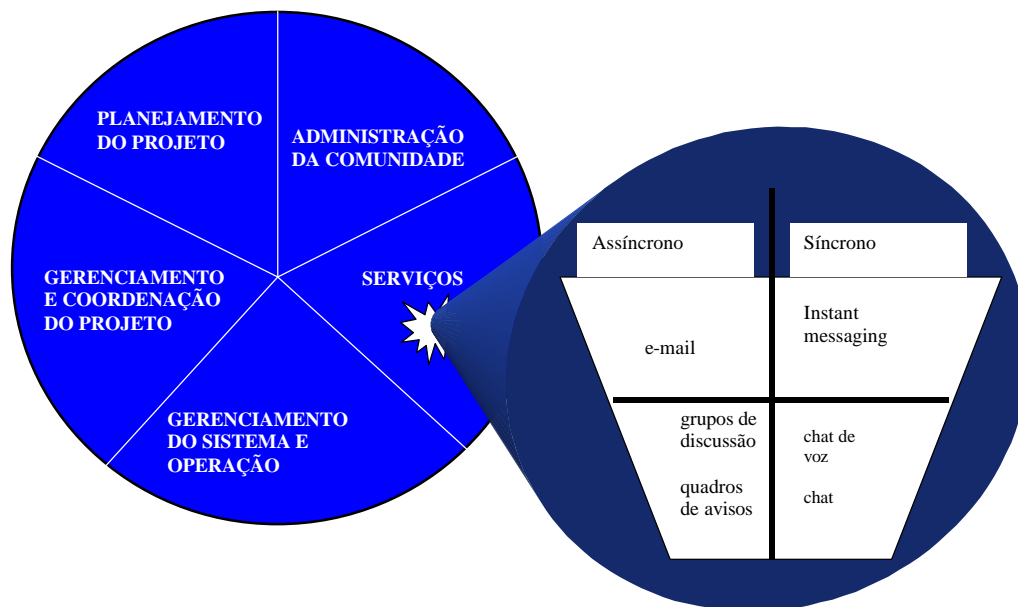 PLANEJAMENTO
DO PROJETO
ADMINISTRAÇÃO
DA COMUNIDADE
GERENCIAMENTO
E COORDENAÇÃO
DO PROJETO
SERVIÇOS
GERENCIAMENTO
DO SISTEMA E
OPERAÇÃO
Assíncrono
Síncrono
e-mail
Instant
messaging
grupos de
discussão
quadros
de avisos
chat de
voz
chat